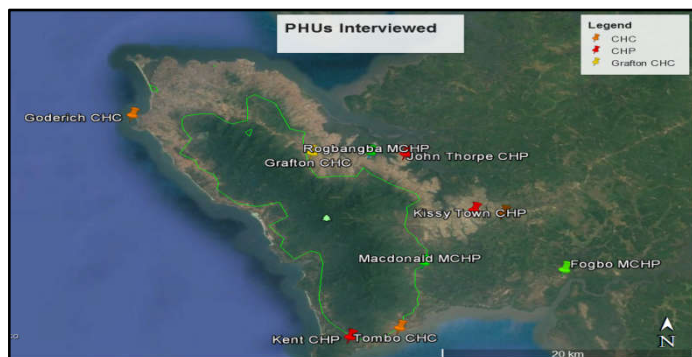 PHUs Interviewed
Legend
CHC
CHP
Grafton CHC
Goderich CHC
Rogbangba MCHP
Grafton CHC
John Thorpe CHP
Kissy Town CHP
Macdonald MCHP
Fogbo MCHP
Kent CHP
Tombo CHC
N
20 km